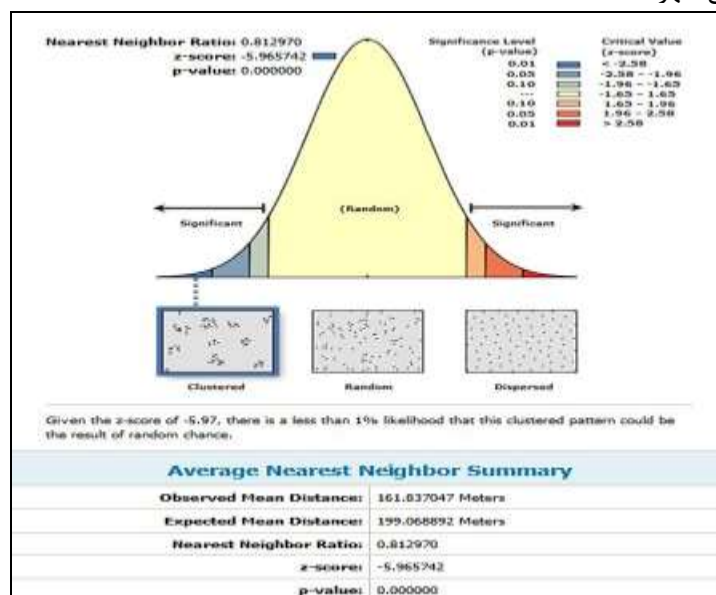 Nearest Neighbor Ratio: 0.812970
z-score: -5.965742
p-value: 0.000000
Significance Level
(p-value)
Critical Value
(z-score)
0.01 < -2.58
0.05 -2.58 - -1.96
0.10 -1.96 - -1.65
... -1.65 - 1.65
0.10 1.65 - 1.96
0.05 1.96 - 2.58
0.01 > 2.58
(Random)
Significant
Significant
Clustered
Random
Dispersed
Given the z-score of -5.97, there is a less than 1% likelihood that this clustered pattern could be
the result of random chance.
Average Nearest Neighbor Summary
Observed Mean Distance: 161.837047 Meters
Expected Mean Distance: 199.068892 Meters
Nearest Neighbor Ratio: 0.812970
z-score: -5.965742
p-value: 0.000000